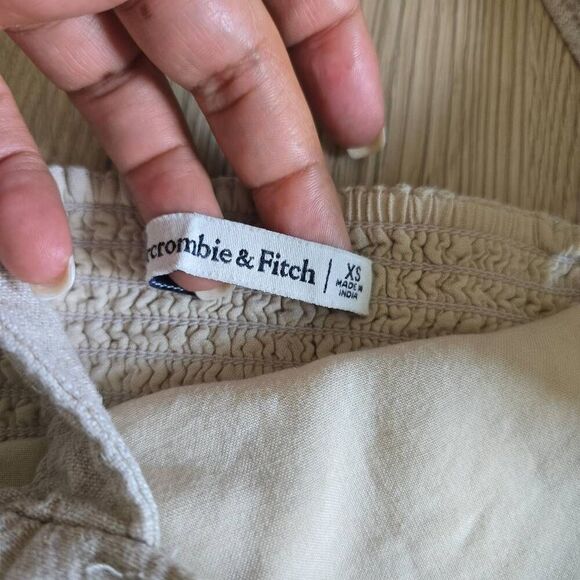 rcrombie & Fitch
XS
MADE IN
INDIA